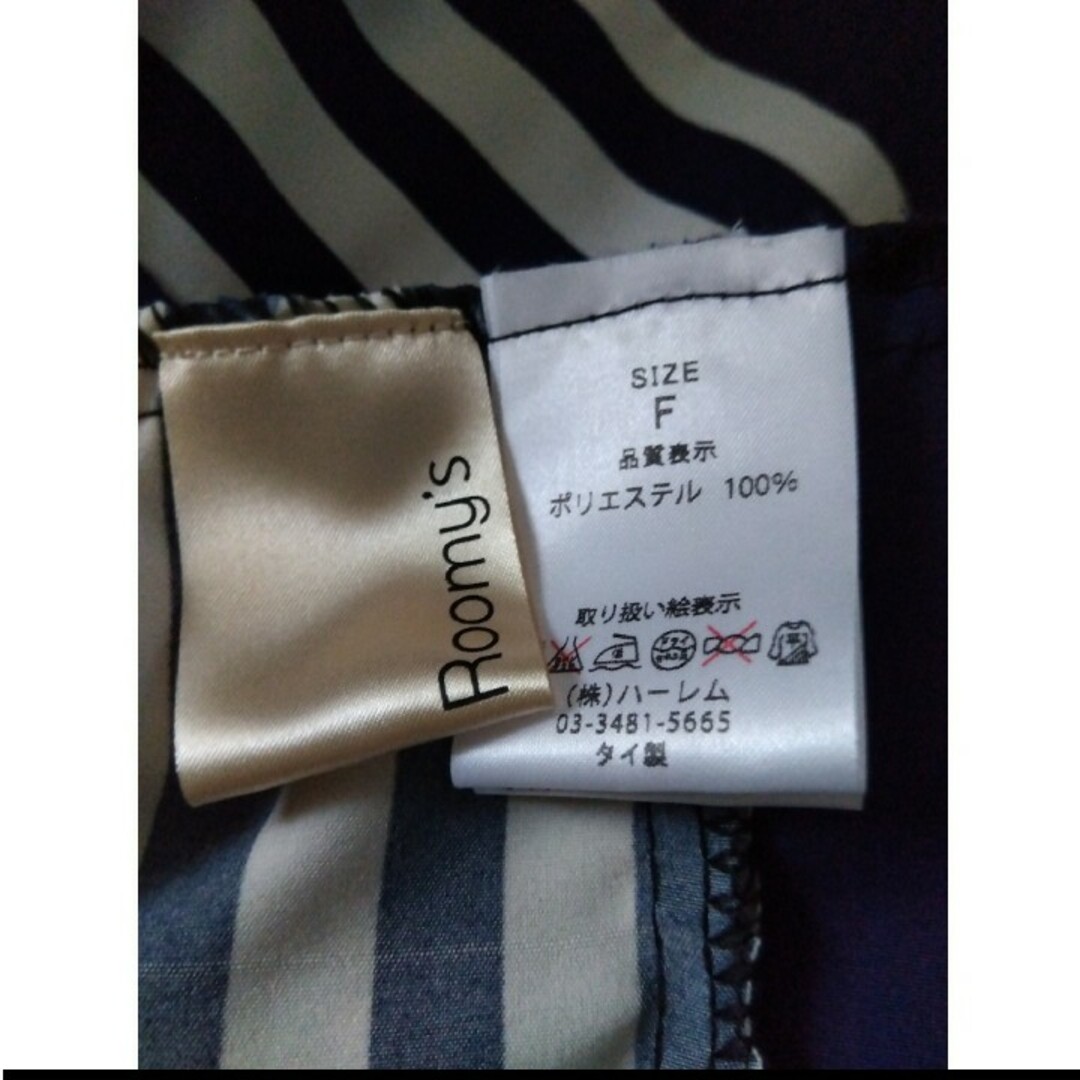 Roomy's
SIZE
F
品質表示
ポリエステル 100%
取り扱い絵表示
平
(株)ハーレム
03-3481-5665
タイ製